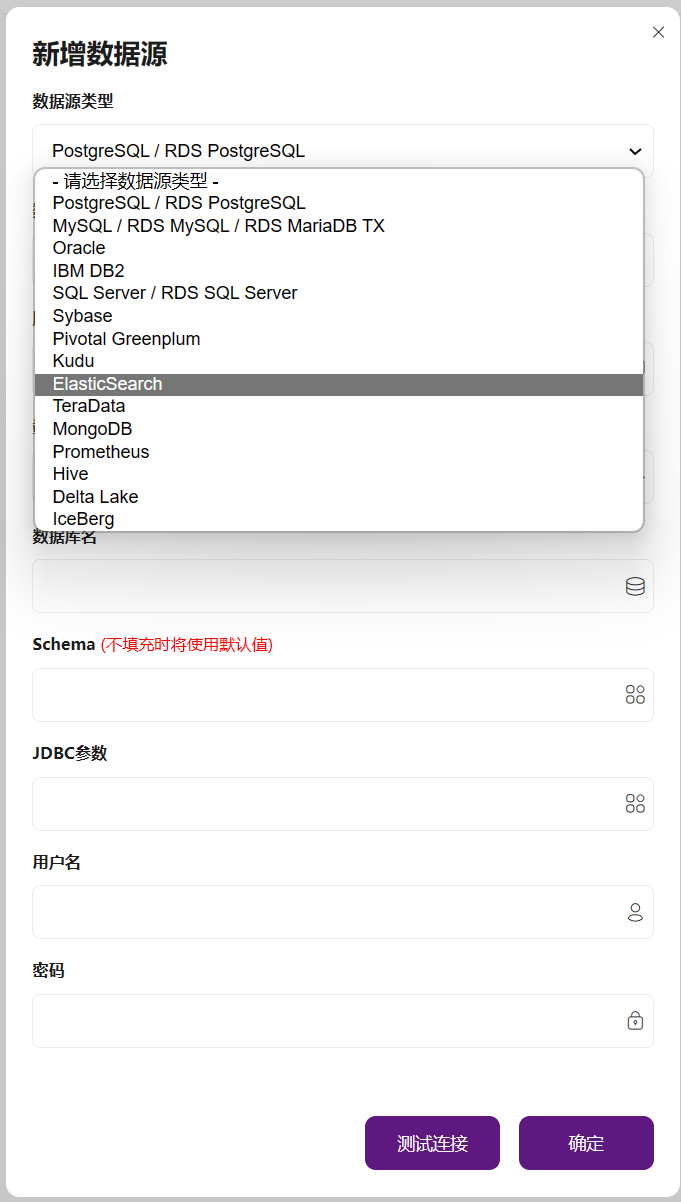 新增数据源
数据源类型
PostgreSQL / RDS PostgreSQL
- 请选择数据源类型 -
PostgreSQL / RDS PostgreSQL
MySQL / RDS MySQL / RDS MariaDB TX
Oracle
IBM DB2
SQL Server / RDS SQL Server
Sybase
Pivotal Greenplum
Kudu
ElasticSearch
TeraData
MongoDB
Prometheus
Hive
Delta Lake
IceBerg
数据库名
Schema (不填充时将使用默认值)
JDBC参数
用户名
密码
测试连接
确定